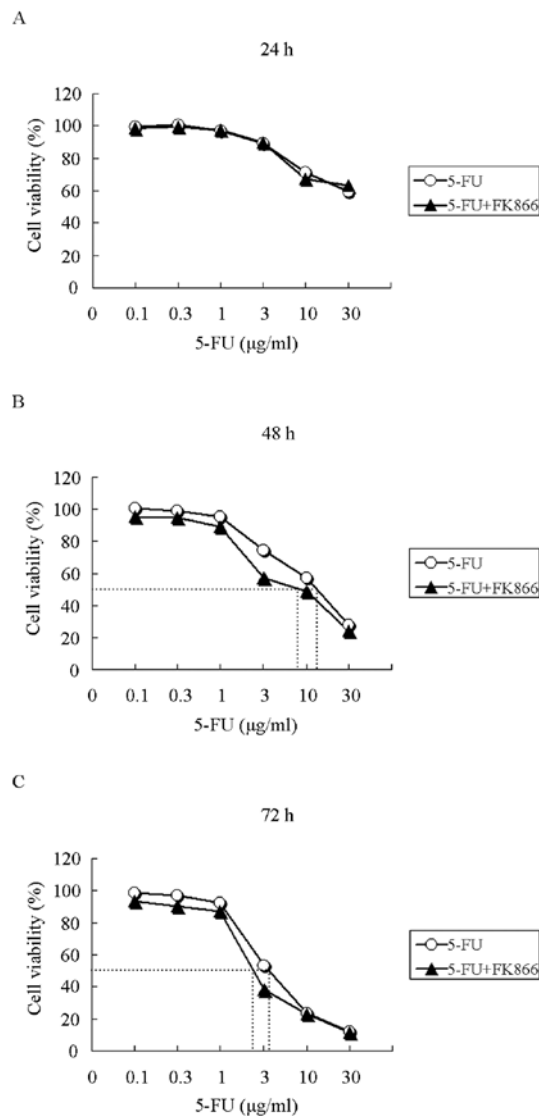 A
24 h
120
100
80
60
40
20
0
Cell viability (%)
0 0.1 0.3 1 3 10 30
5-FU (µg/ml)
5-FU
5-FU+FK866
B
48 h
120
100
80
60
40
20
0
Cell viability (%)
0 0.1 0.3 1 3 10 30
5-FU (µg/ml)
5-FU
5-FU+FK866
C
72 h
120
100
80
60
40
20
0
Cell viability (%)
0 0.1 0.3 1 3 10 30
5-FU (µg/ml)
5-FU
5-FU+FK866